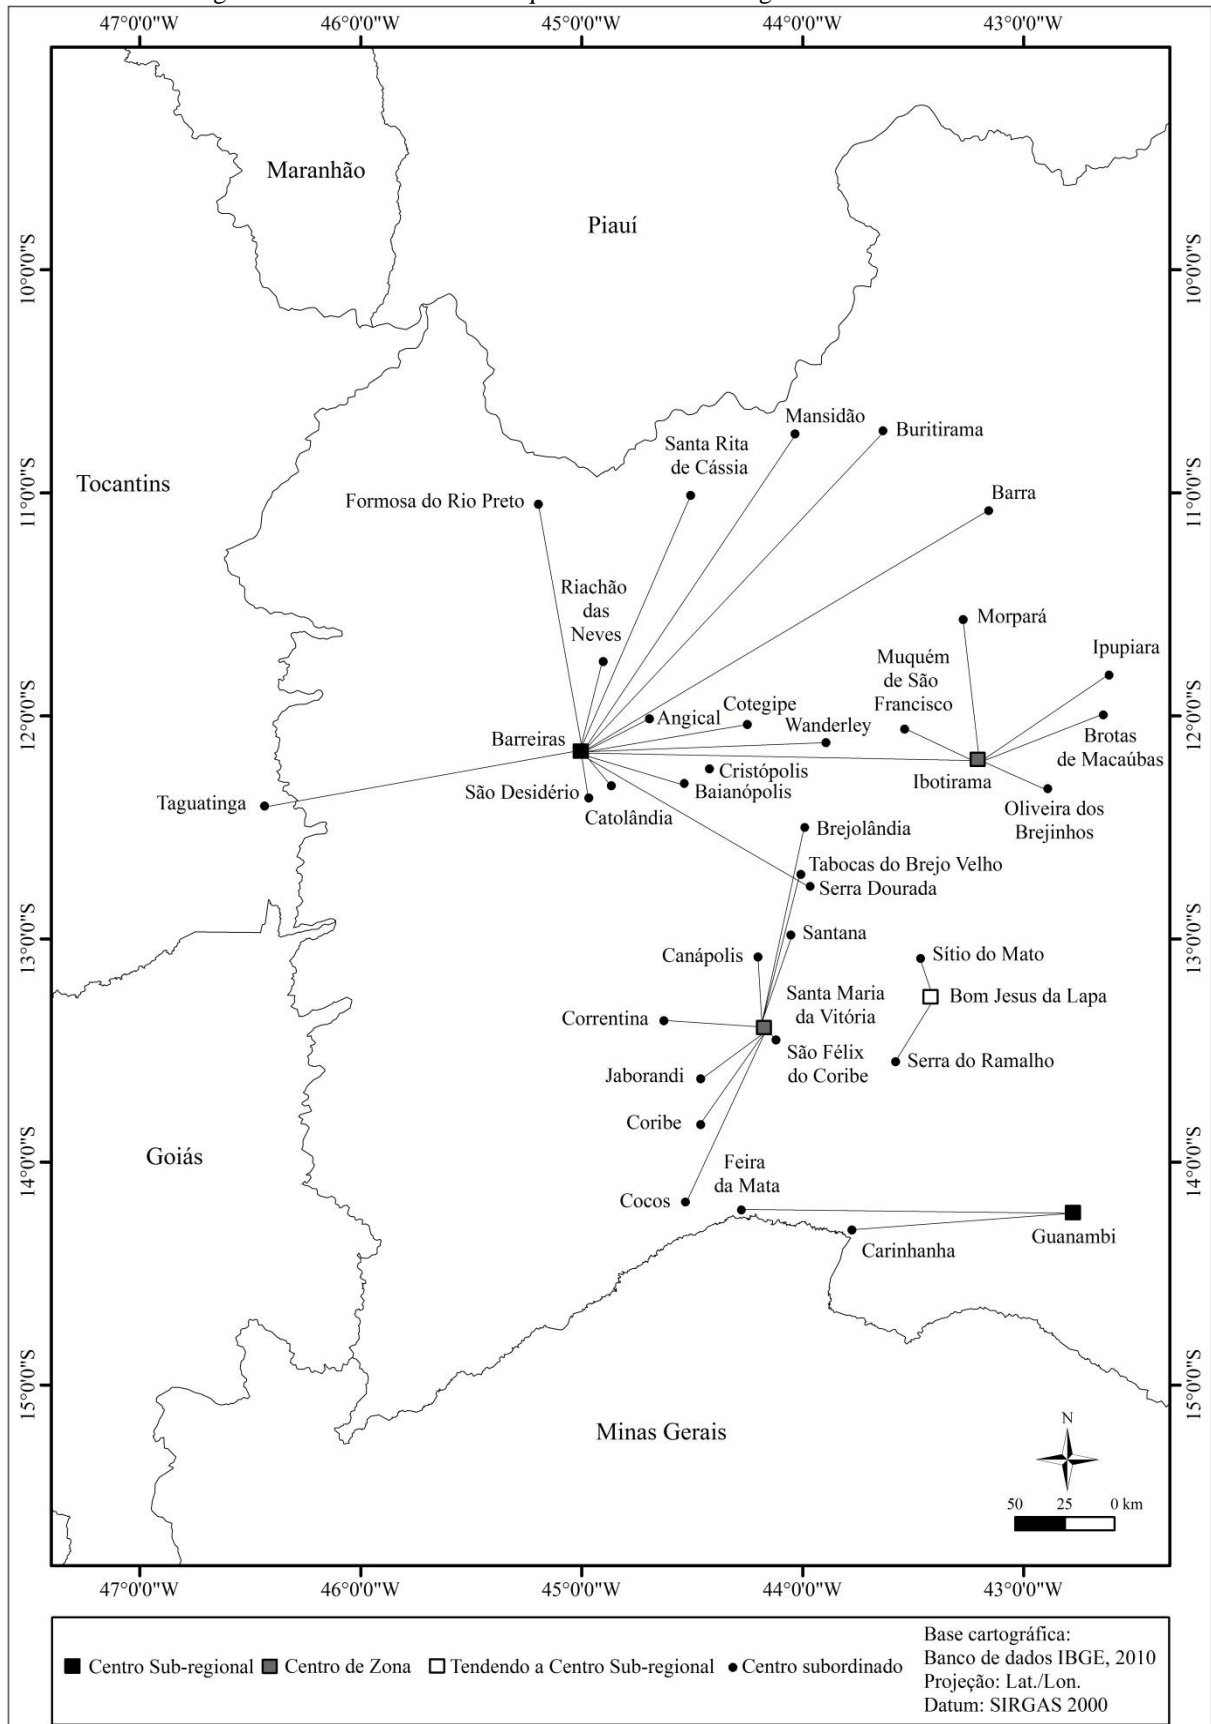 47°0'0"W
46°0'0"W
45°0'0"W
44°0'0"W
43°0'0"W
Maranhão
Piauí
10°0'0"S
10°0'0"S
Mansidão
Buritirama
Santa Rita
de Cássia
Tocantins
Formosa do Rio Preto
Barra
11°0'0"S
11°0'0"S
Riachão
das
Neves
Morpará
Ipupiara
Muquém
de São
Francisco
Cotegipe
Angical
Wanderley
12°0'0"S
12°0'0"S
Barreiras
Brotas
de Macaúbas
Cristópolis
Ibotirama
São Desidério
Baianópolis
Taguatinga
Catolândia
Oliveira dos
Brejinhos
Brejolândia
Tabocas do Brejo Velho
Serra Dourada
13°0'0"S
13°0'0"S
Santana
Canápolis
Sítio do Mato
Santa Maria
da Vitória
Bom Jesus da Lapa
Correntina
São Félix
do Coribe
Serra do Ramalho
Jaborandi
Coribe
Goiás
14°0'0"S
14°0'0"S
Feira
da Mata
Cocos
Carinhanha
Guanambi
15°0'0"S
15°0'0"S
Minas Gerais
N
50 25 0 km
47°0'0"W
46°0'0"W
45°0'0"W
44°0'0"W
43°0'0"W
Centro Sub-regional
Centro de Zona
Tendendo a Centro Sub-regional
Centro subordinado
Base cartográfica:
Banco de dados IBGE, 2010
Projeção: Lat./Lon.
Datum: SIRGAS 2000